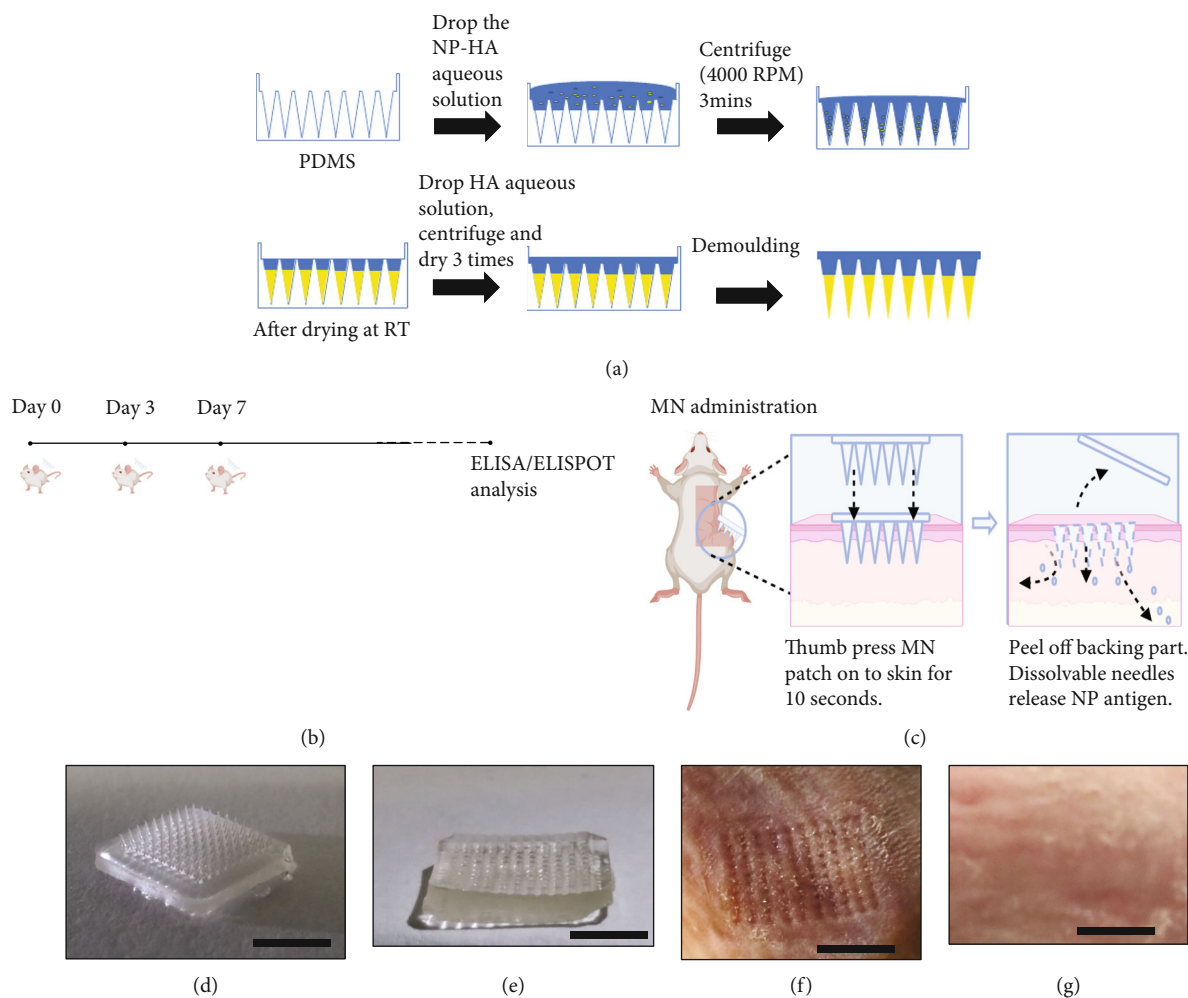 Drop the
NP-HA
aqueous
solution
Centrifuge
(4000 RPM)
3mins
PDMS
Drop HA aqueous
solution,
centrifuge and
dry 3 times
Demoulding
After drying at RT
(a)
Day 0
Day 3
Day 7
ELISA/ELISPOT
analysis
(b)
MN administration
Thumb press MN
patch on to skin for
10 seconds.
Peel off backing part.
Dissolvable needles
release NP antigen.
(c)
(d)
(e)
(f)
(g)